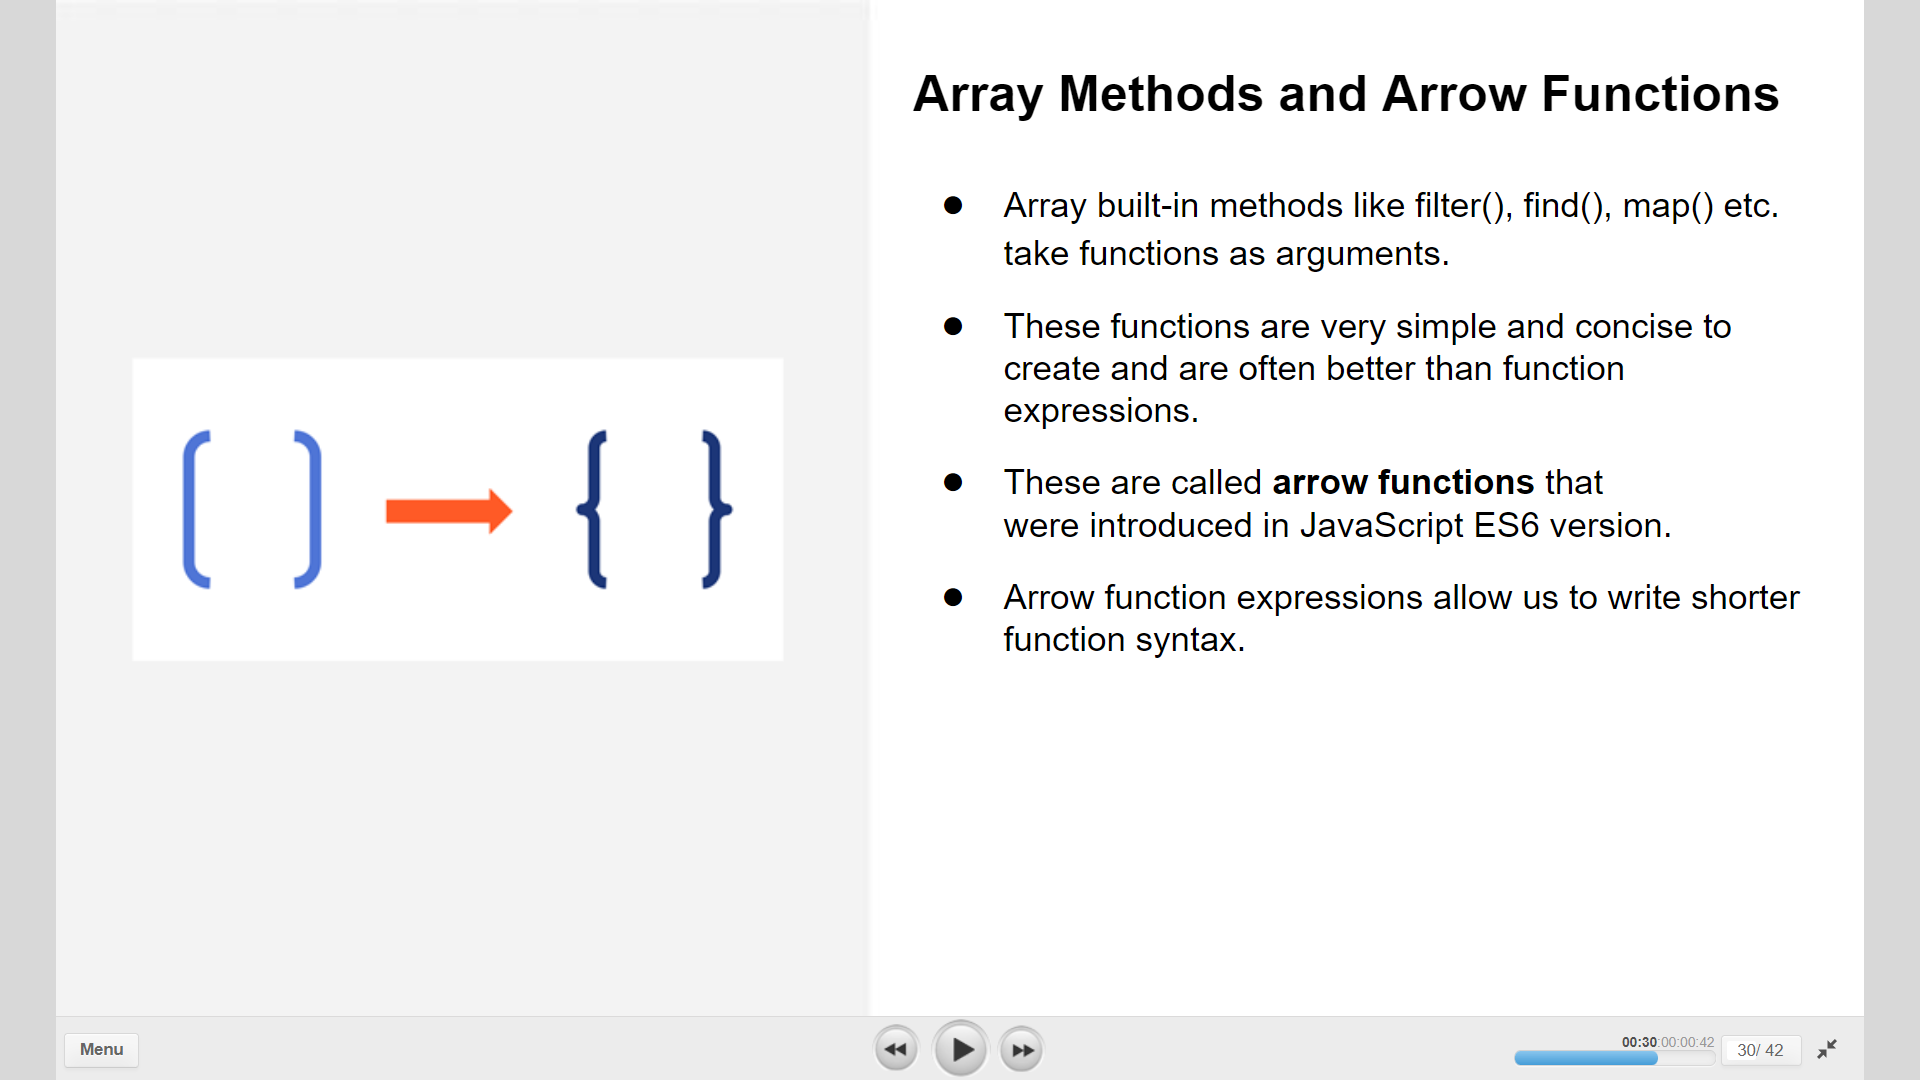 Array Methods and Arrow Functions
● Array built-in methods like filter(), find(), map() etc.
take functions as arguments.
● These functions are very simple and concise to
create and are often better than function
expressions.
● These are called arrow functions that
were introduced in JavaScript ES6 version.
● Arrow function expressions allow us to write shorter
function syntax.
Menu
00:30:00:00:42
30/ 42